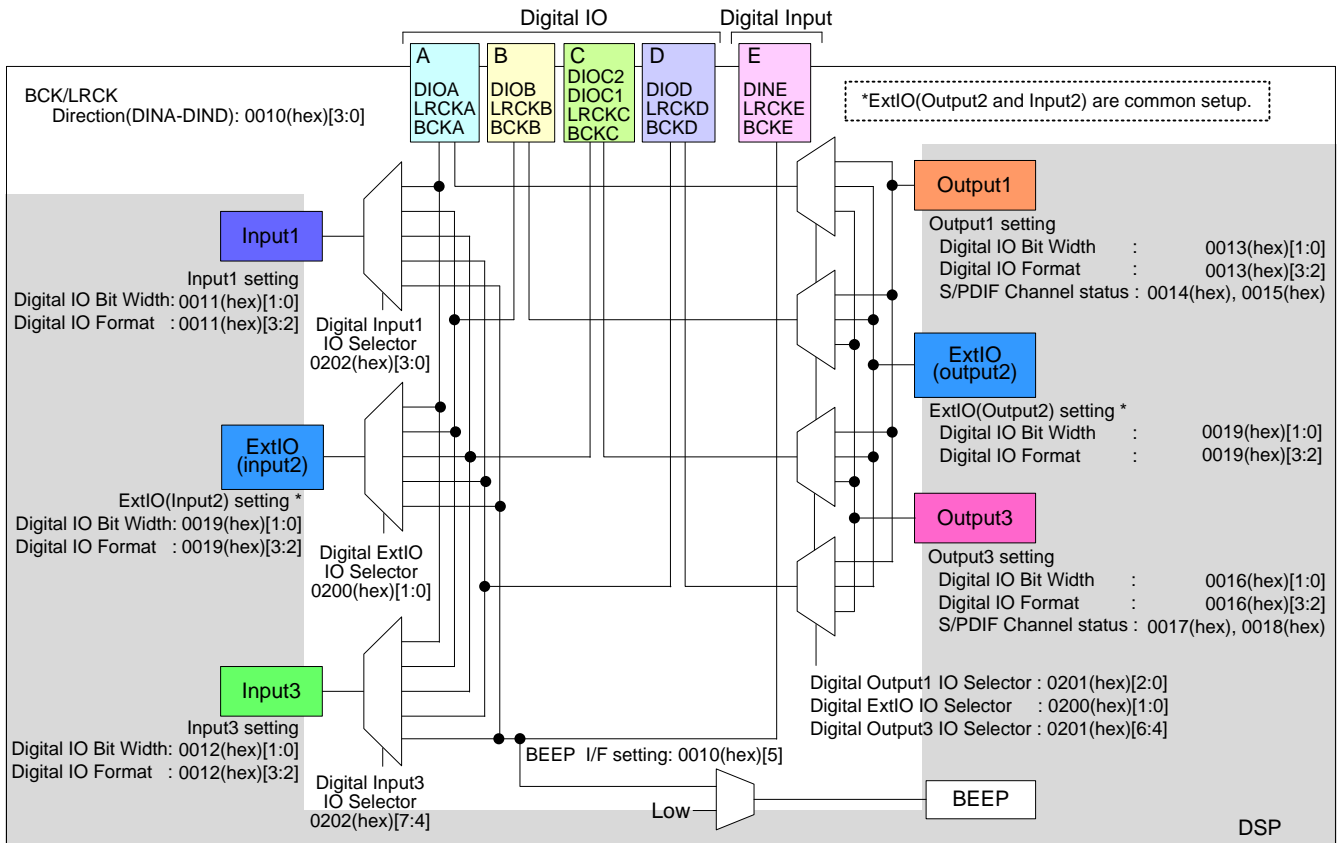 Digital IO
Digital Input
A
DIOA
LRCKA
BCKA
B
DIOB
LRCKB
BCKB
C
DIOC2
DIOC1
LRCKC
BCKC
D
DIOD
LRCKD
BCKD
E
DINE
LRCKE
BCKE
BCK/LRCK
Direction(DINA-DIND): 0010(hex)[3:0]
*ExtIO(Output2 and Input2) are common setup.
Input1
Input1 setting
Digital IO Bit Width: 0011(hex)[1:0]
Digital IO Format : 0011(hex)[3:2]
Digital Input1
IO Selector
0202(hex)[3:0]
ExtIO
(input2)
ExtIO(Input2) setting *
Digital IO Bit Width: 0019(hex)[1:0]
Digital IO Format : 0019(hex)[3:2]
Digital ExtIO
IO Selector
0200(hex)[1:0]
Input3
Input3 setting
Digital IO Bit Width: 0012(hex)[1:0]
Digital IO Format : 0012(hex)[3:2]
Digital Input3
IO Selector
0202(hex)[7:4]
Output1
Output1 setting
Digital IO Bit Width : 0013(hex)[1:0]
Digital IO Format : 0013(hex)[3:2]
S/PDIF Channel status : 0014(hex), 0015(hex)
ExtIO
(output2)
ExtIO(Output2) setting *
Digital IO Bit Width : 0019(hex)[1:0]
Digital IO Format : 0019(hex)[3:2]
Output3
Output3 setting
Digital IO Bit Width : 0016(hex)[1:0]
Digital IO Format : 0016(hex)[3:2]
S/PDIF Channel status : 0017(hex), 0018(hex)
Digital Output1 IO Selector : 0201(hex)[2:0]
Digital ExtIO IO Selector : 0200(hex)[1:0]
Digital Output3 IO Selector : 0201(hex)[6:4]
BEEP I/F setting: 0010(hex)[5]
Low
BEEP
DSP